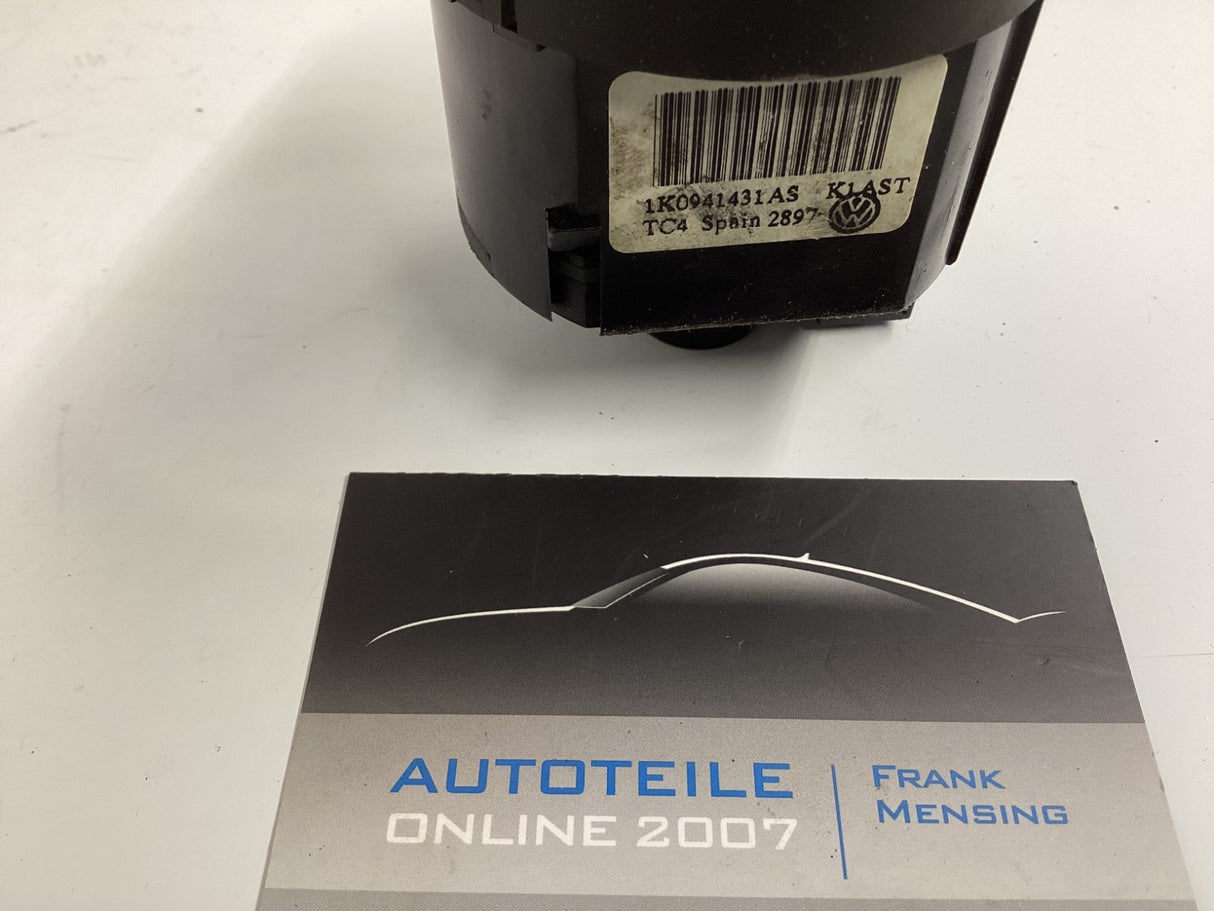 1K0941431AS K1AST
TC4 Spain 2897
AUTOTEILE
ONLINE 2007
FRANK
MENSING